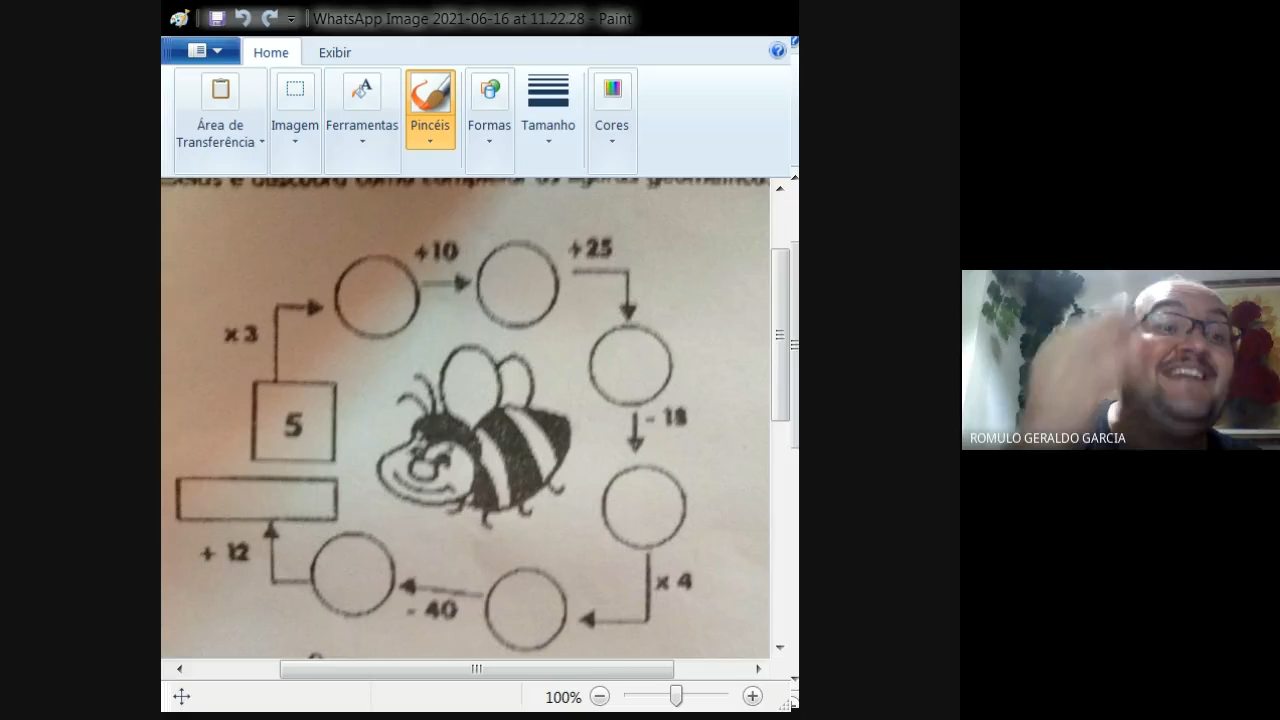 WhatsApp Image 2021-06-16 at 11.22.28 - Paint
Home Exibir
Área de Transferência
Imagem
Ferramentas
Pincéis
Formas
Tamanho
Cores
+10
+25
x 3
5
- 18
+ 12
- 40
x 4
ROMULO GERALDO GARCIA
100%